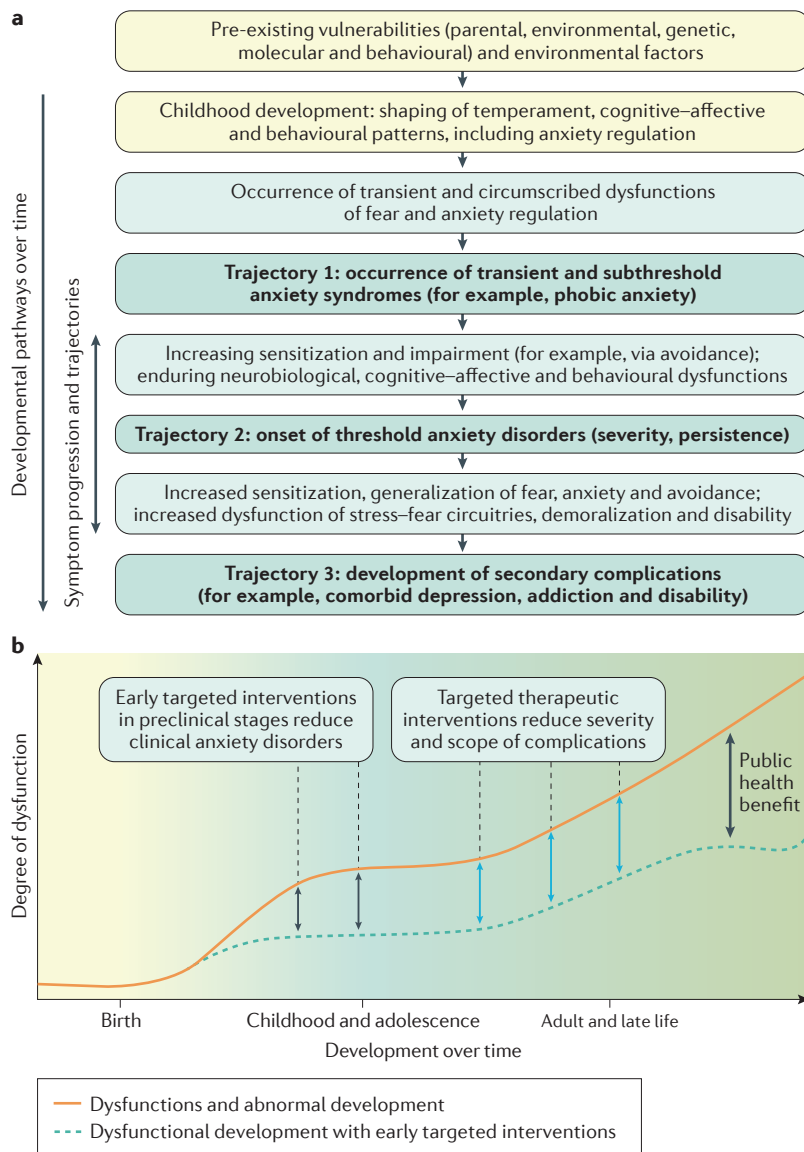 a
Pre-existing vulnerabilities (parental, environmental, genetic,
molecular and behavioural) and environmental factors
Childhood development: shaping of temperament, cognitive–affective
and behavioural patterns, including anxiety regulation
Occurrence of transient and circumscribed dysfunctions
of fear and anxiety regulation
Trajectory 1: occurrence of transient and subthreshold
anxiety syndromes (for example, phobic anxiety)
Increasing sensitization and impairment (for example, via avoidance);
enduring neurobiological, cognitive–affective and behavioural dysfunctions
Trajectory 2: onset of threshold anxiety disorders (severity, persistence)
Increased sensitization, generalization of fear, anxiety and avoidance;
increased dysfunction of stress–fear circuitries, demoralization and disability
Trajectory 3: development of secondary complications
(for example, comorbid depression, addiction and disability)
Developmental pathways over time
Symptom progression and trajectories
b
Early targeted interventions
in preclinical stages reduce
clinical anxiety disorders
Targeted therapeutic
interventions reduce severity
and scope of complications
Public
health
benefit
Degree of dysfunction
Birth
Childhood and adolescence
Adult and late life
Development over time
Dysfunctions and abnormal development
Dysfunctional development with early targeted interventions